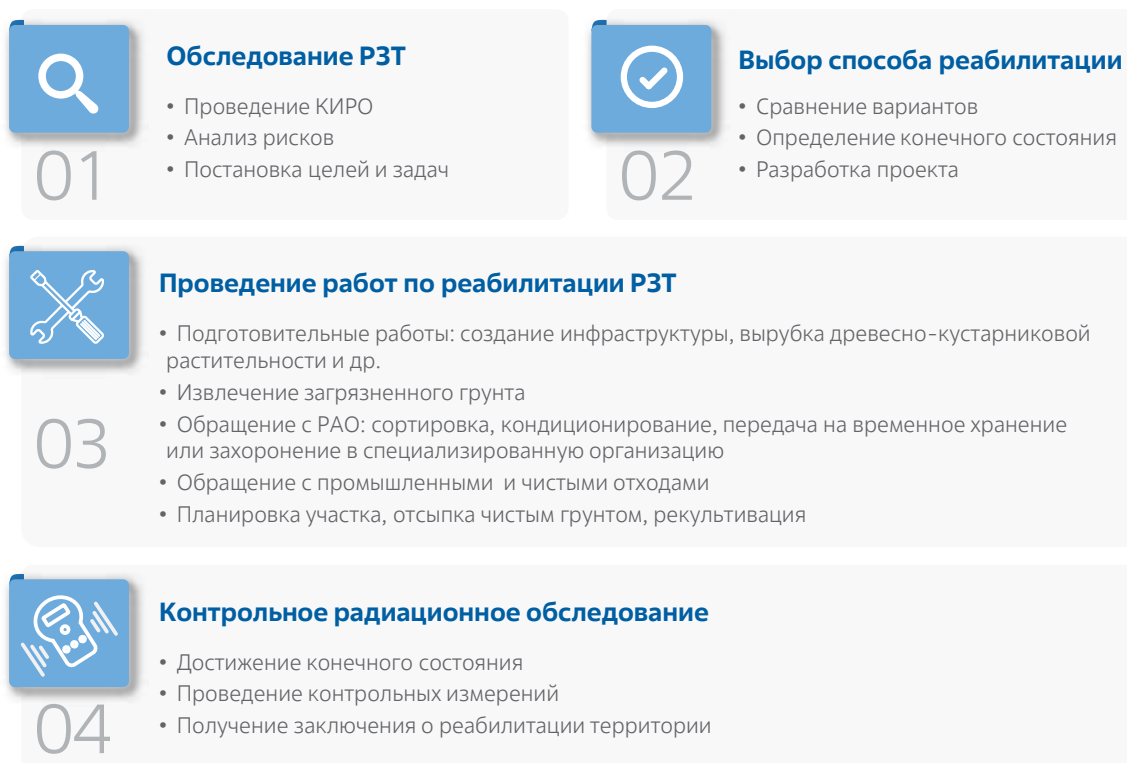 Обследование РЗТ
• Проведение КИРО
• Анализ рисков
• Постановка целей и задач
01
Выбор способа реабилитации
• Сравнение вариантов
• Определение конечного состояния
• Разработка проекта
02
Проведение работ по реабилитации РЗТ
• Подготовительные работы: создание инфраструктуры, вырубка древесно-кустарниковой
растительности и др.
• Извлечение загрязненного грунта
• Обращение с РАО: сортировка, кондиционирование, передача на временное хранение
или захоронение в специализированную организацию
• Обращение с промышленными и чистыми отходами
• Планировка участка, отсыпка чистым грунтом, рекультивация
03
Контрольное радиационное обследование
• Достижение конечного состояния
• Проведение контрольных измерений
• Получение заключения о реабилитации территории
04